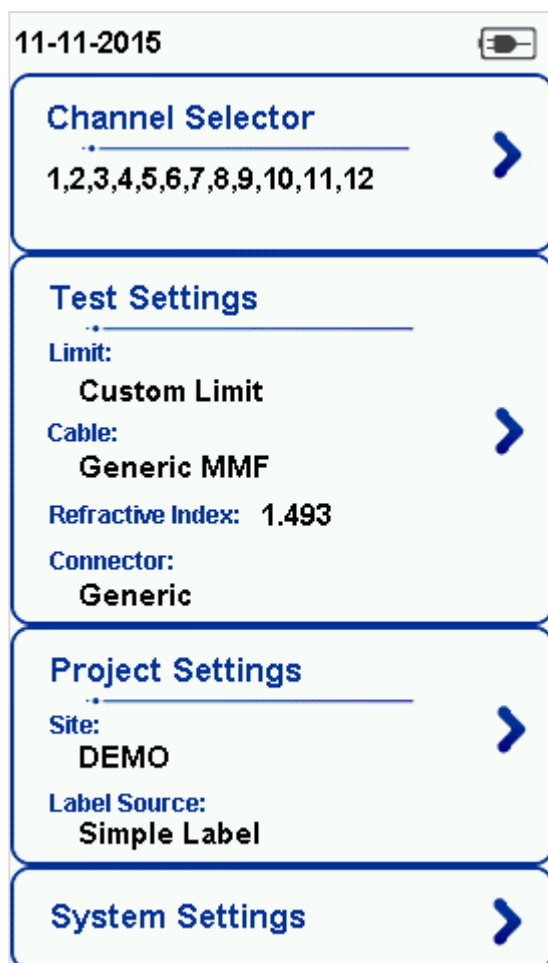 11-11-2015
Channel Selector
1,2,3,4,5,6,7,8,9,10,11,12
Test Settings
Limit:
Custom Limit
Cable:
Generic MMF
Refractive Index: 1.493
Connector:
Generic
Project Settings
Site:
DEMO
Label Source:
Simple Label
System Settings